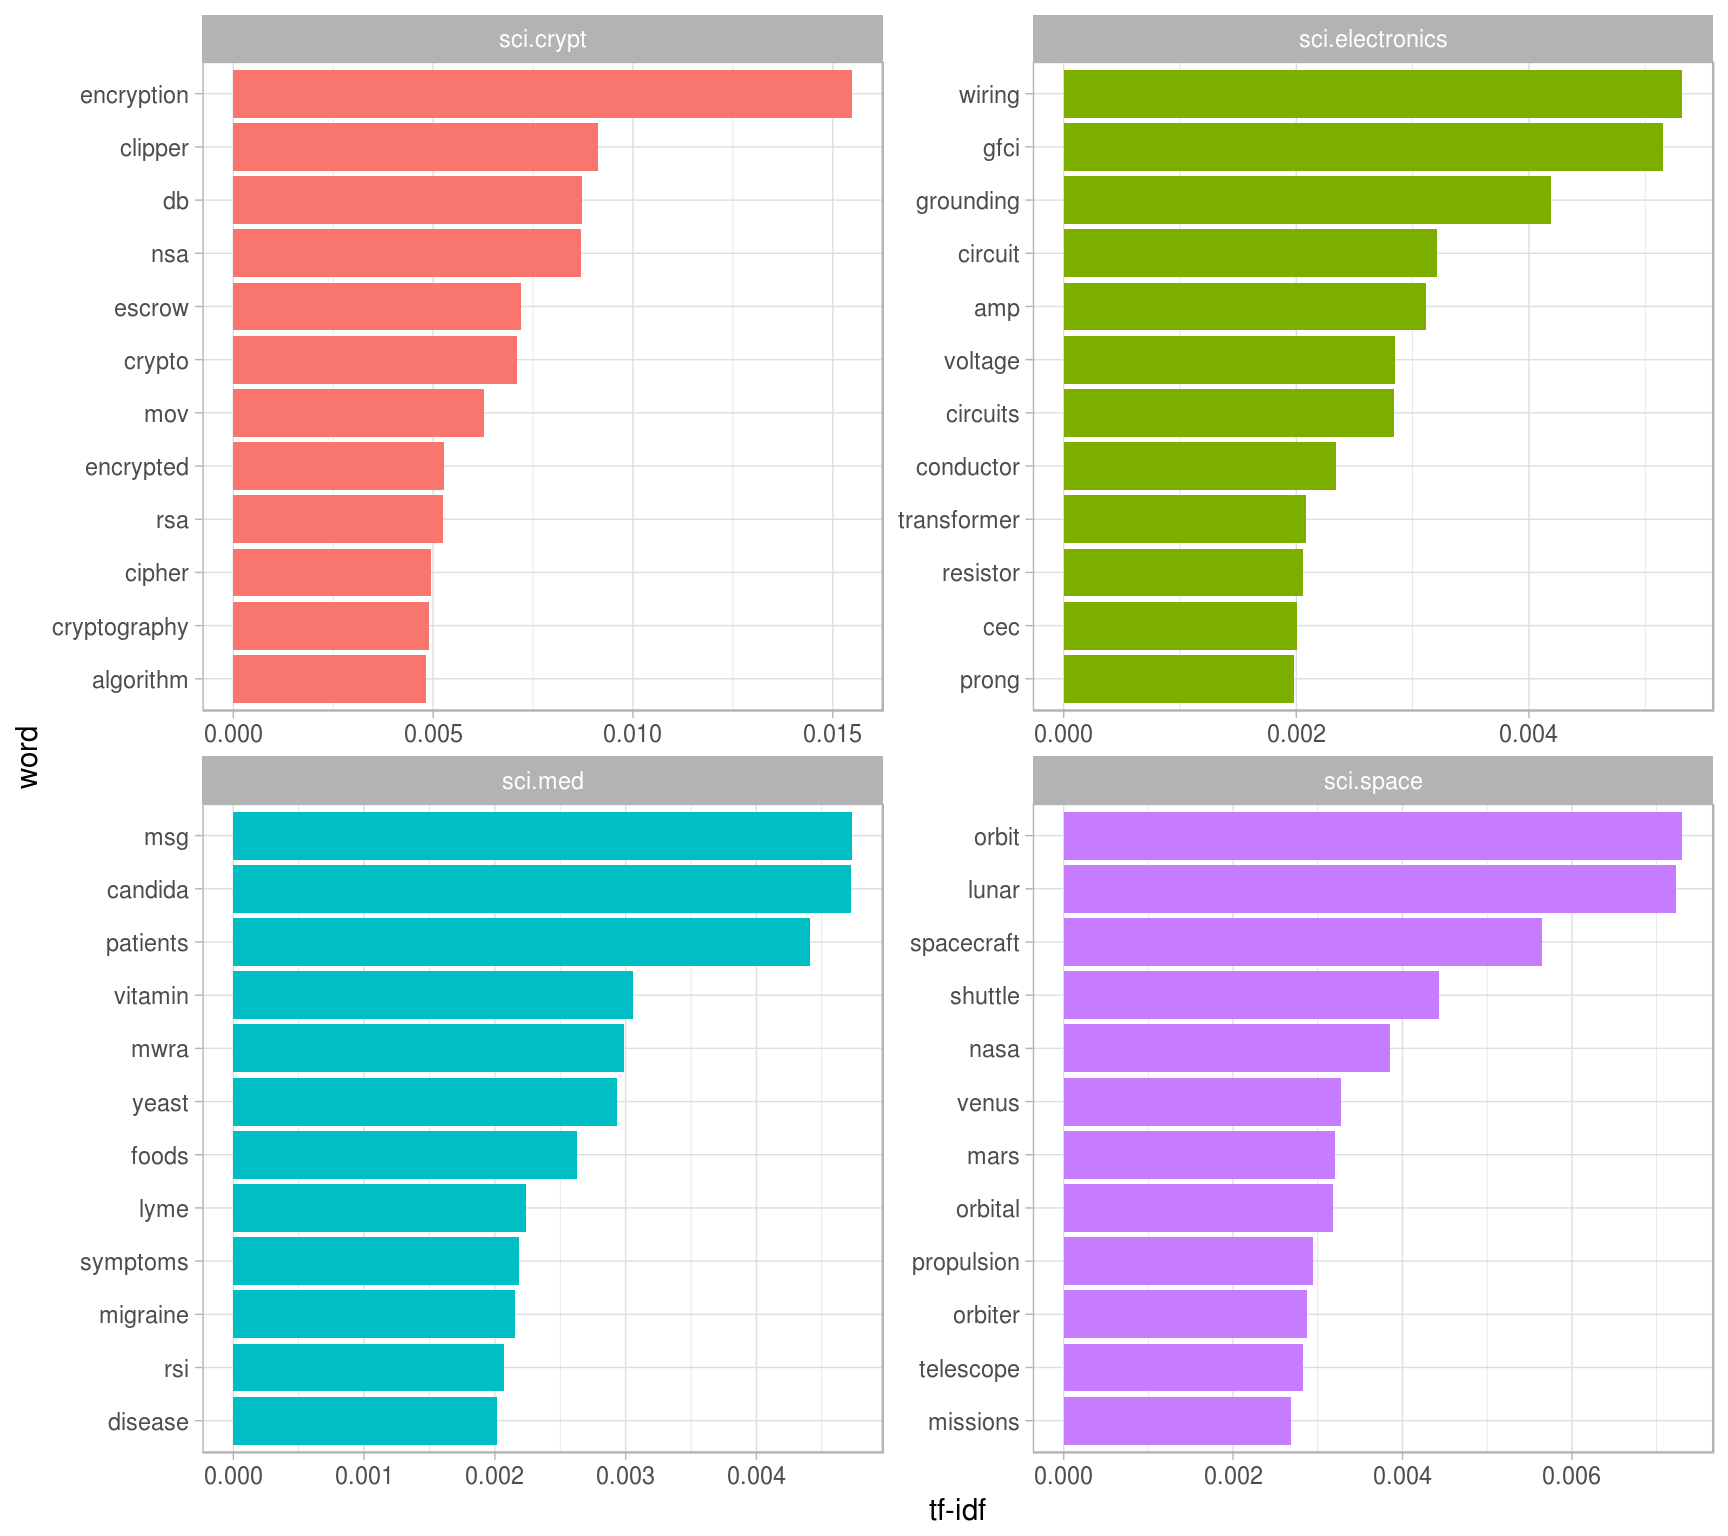 sci.crypt
encryption
clipper
db
nsa
escrow
crypto
mov
encrypted
rsa
cipher
cryptography
algorithm
0.000 0.005 0.010 0.015
sci.electronics
wiring
gfci
grounding
circuit
amp
voltage
circuits
conductor
transformer
resistor
cec
prong
0.000 0.002 0.004
word
sci.med
msg
candida
patients
vitamin
mwra
yeast
foods
lyme
symptoms
migraine
rsi
disease
0.000 0.001 0.002 0.003 0.004
sci.space
orbit
lunar
spacecraft
shuttle
nasa
venus
mars
orbital
propulsion
orbiter
telescope
missions
0.000 0.002 0.004 0.006
tf-idf